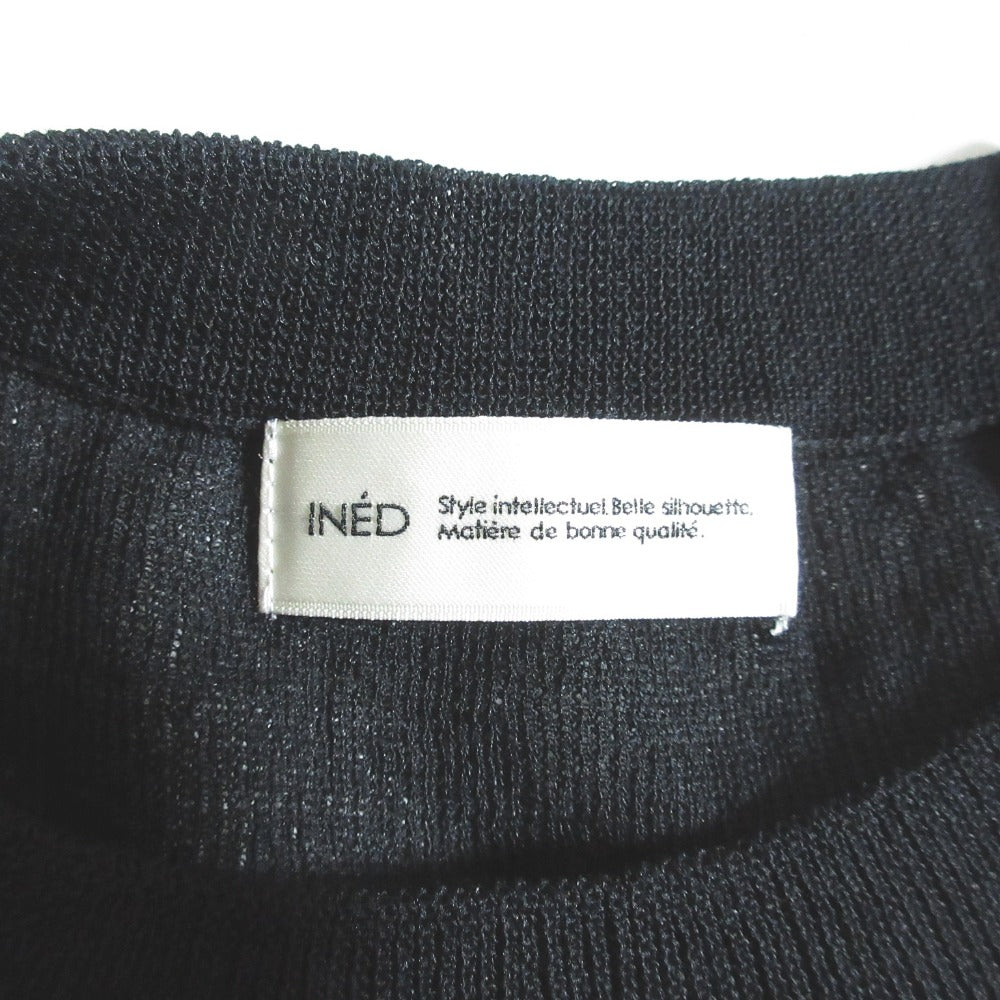 INÉD
Style intellectuel. Belle silhouette.
Matière de bonne qualité.